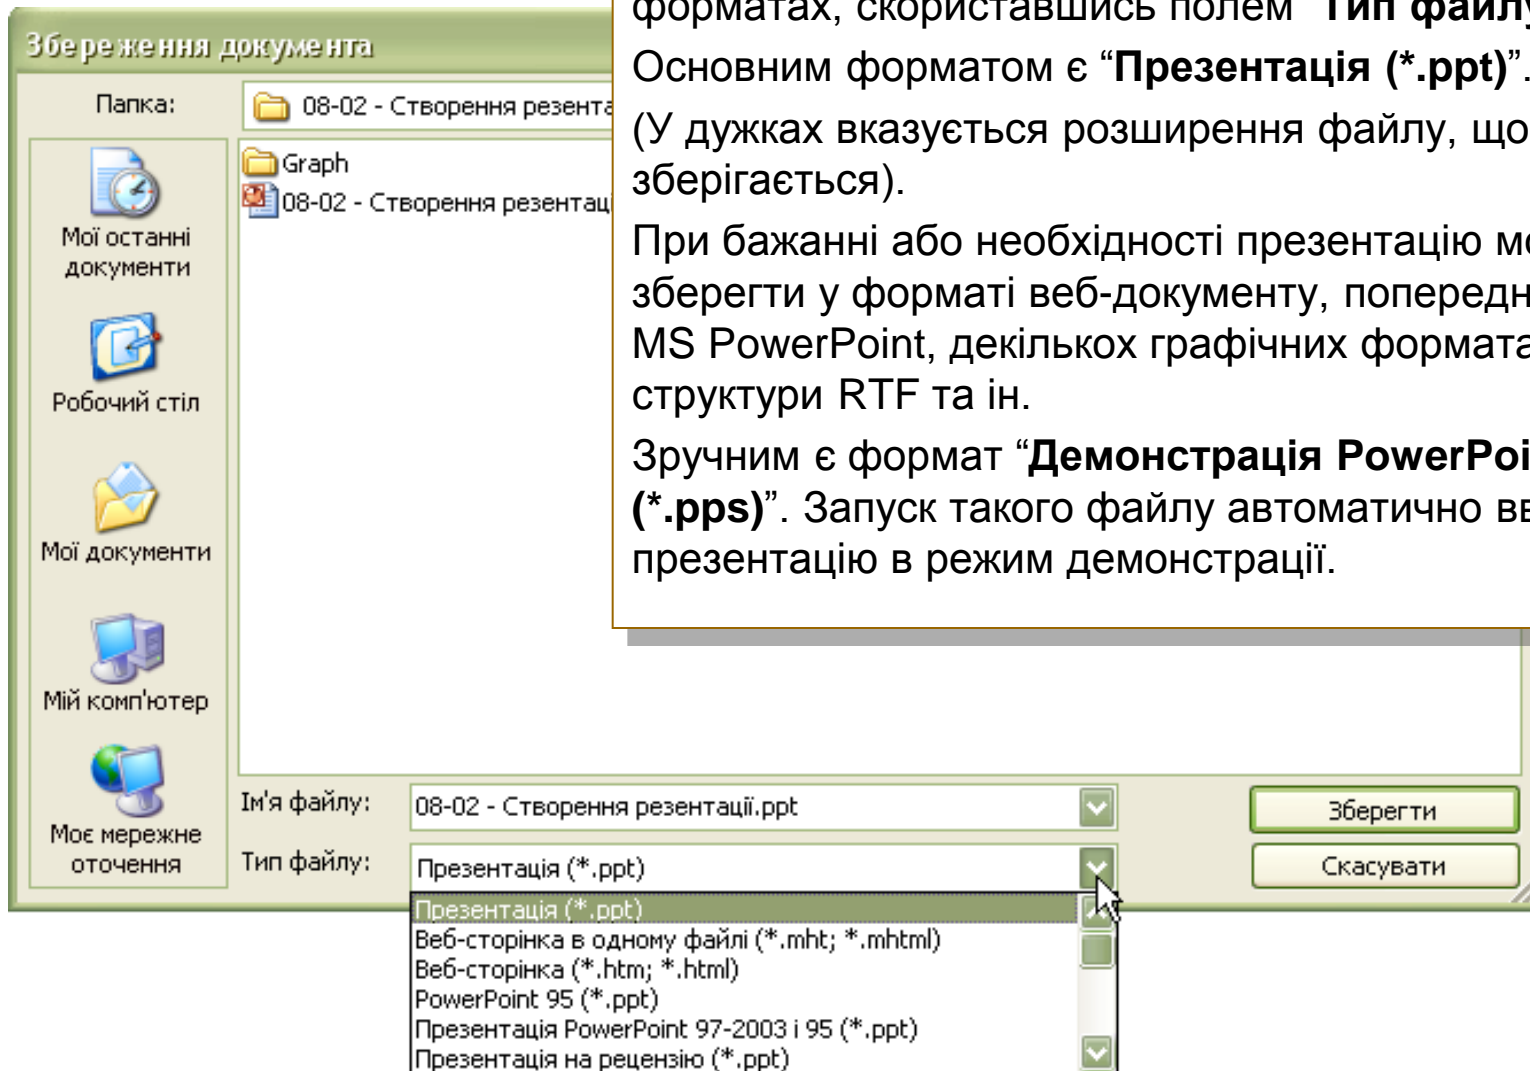 форматах, скориставшись полем "Тип файлу
Основним форматом є “Презентація (*.ppt)”.
(У дужках вказується розширення файлу, що
зберігається).
При бажанні або необхідності презентацію
зберегти у форматі веб-документу,
MS PowerPoint, декількох графічних
структури RTF та ін.
Зручним є формат “Демонстрація
(*.pps)”. Запуск такого файлу автоматично
презентацію в режим демонстрації.
Збереження документа
Папка:
08-02 - Створення
Мої останні
документи
Робочий стіл
Мої документи
Мій комп'ютер
Моє мережне
оточення
Graph
08-02 - Створення
Ім'я файлу:
08-02 - Створення резентації.ppt
Зберегти
Тип файлу:
Презентація (*.ppt)
Скасувати
Презентація (*.ppt)
Веб-сторінка в одному файлі (*.mht; *.mhtml)
Веб-сторінка (*.htm; *.html)
PowerPoint 95 (*.ppt)
Презентація PowerPoint 97-2003 і 95 (*.ppt)
Презентація на рецензію (*.ppt)